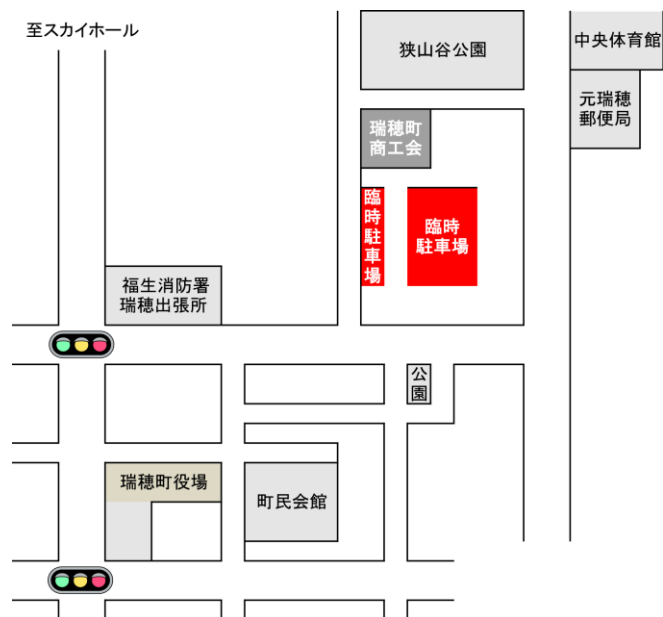 至スカイホール
狭山谷公園
中央体育館
元瑞穂
郵便局
瑞穂町
商工会
臨時駐車場
臨時
駐車場
福生消防署
瑞穂出張所
公園
瑞穂町役場
町民会館